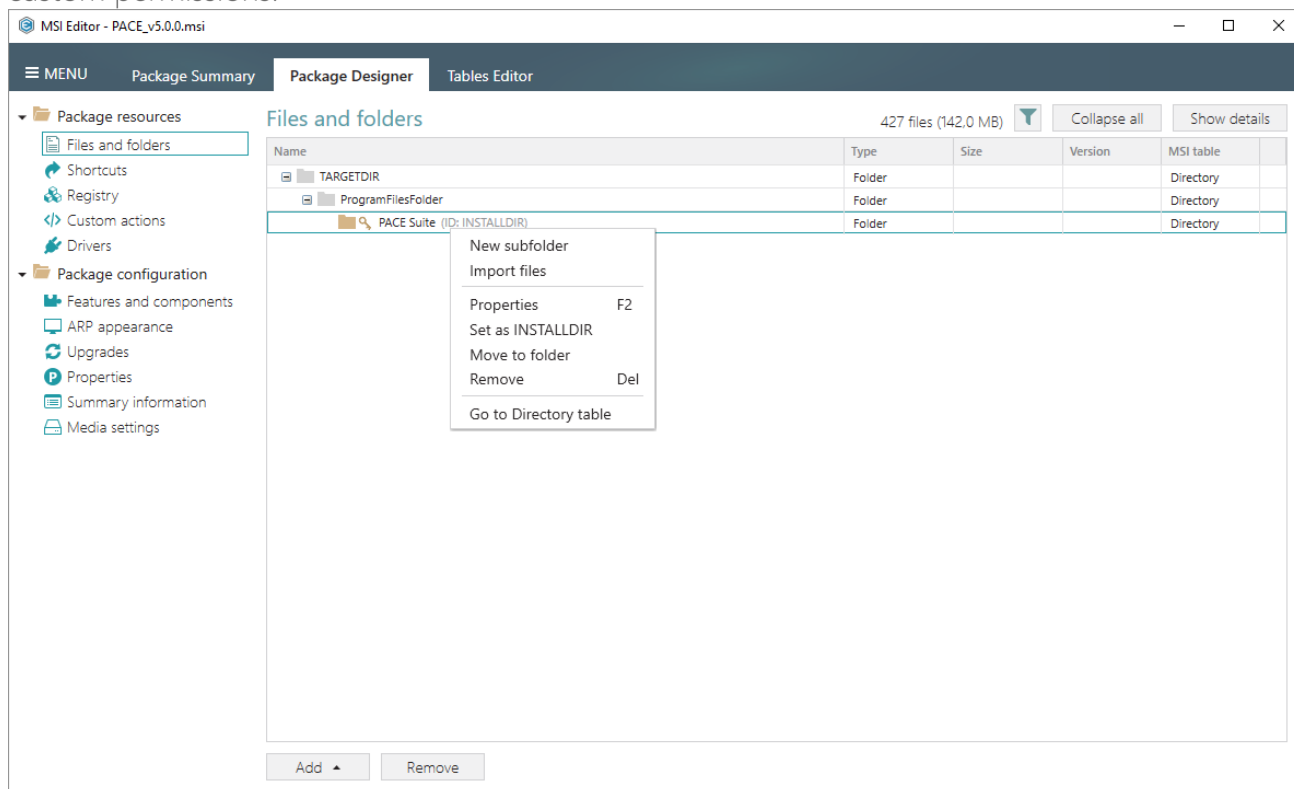 custom permissions.
MSI Editor - PACE_v5.0.0.msi
MENU Package Summary Package Designer Tables Editor
Package resources
Files and folders
Shortcuts
Registry
Custom actions
Drivers
Package configuration
Features and components
ARP appearance
Upgrades
Properties
Summary information
Media settings
Files and folders 427 files (142,0 MB) Collapse all Show details
Name Type Size Version MSI table
TARGETDIR Folder Directory
ProgramFilesFolder Folder Directory
PACE Suite (ID: INSTALLDIR) Folder Directory
New subfolder
Import files
Properties F2
Set as INSTALLDIR
Move to folder
Remove Del
Go to Directory table
Add Remove